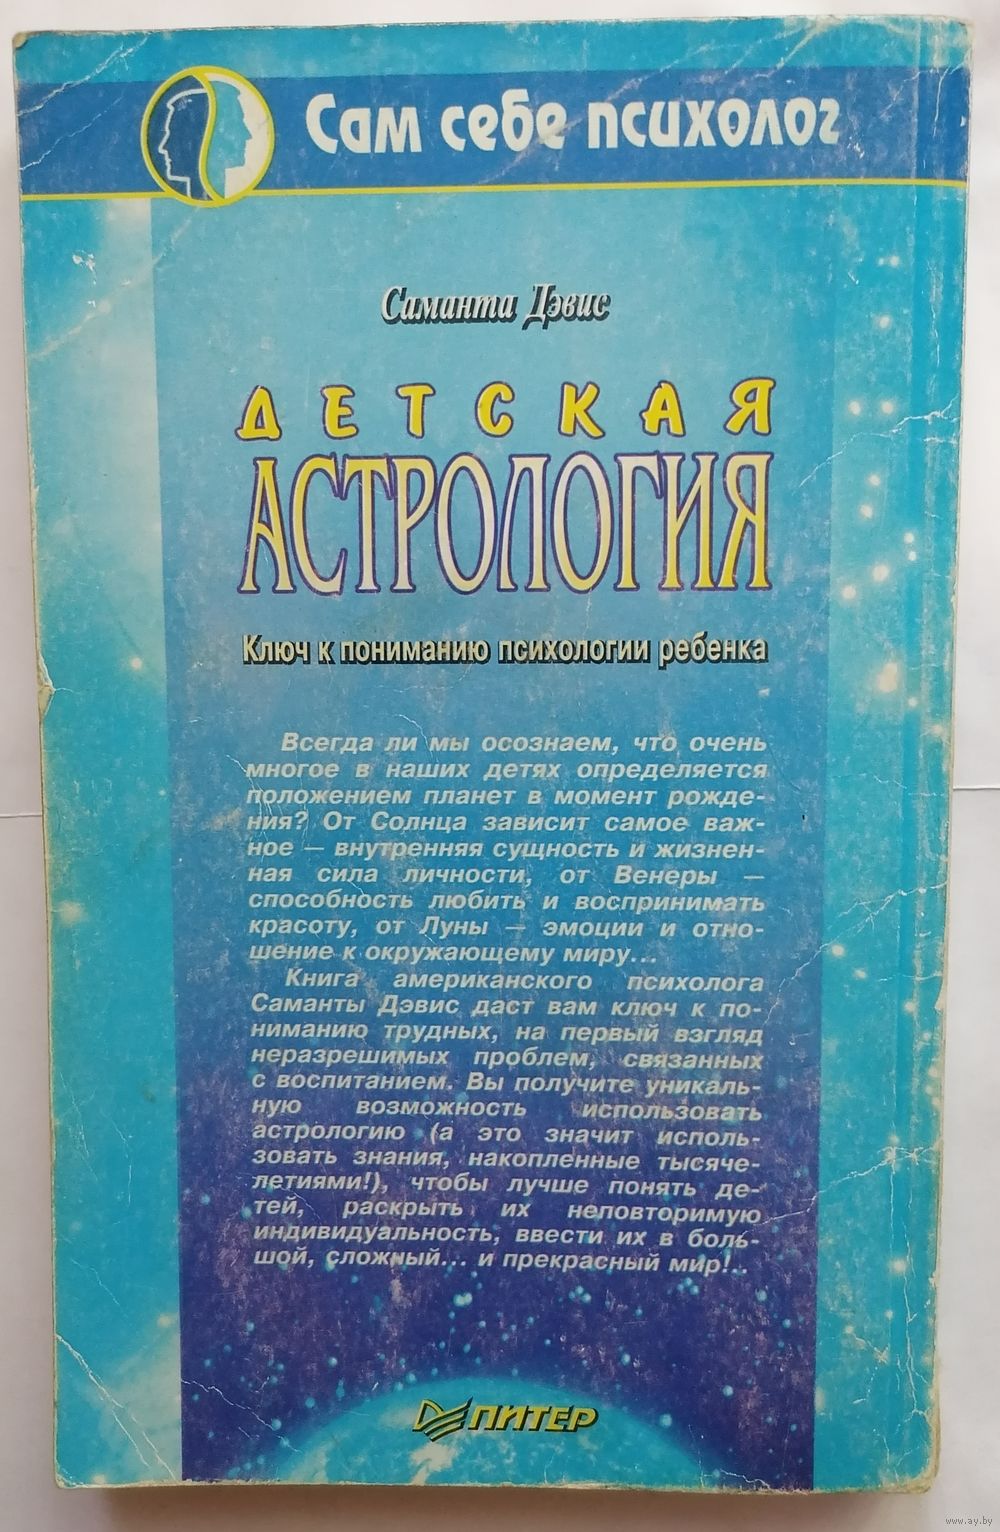 Сам себе психолог
Саманта Дэвис
ДЕТСКАЯ
АСТРОЛОГИЯ
Ключ к пониманию психологии ребенка
Всегда ли мы осознаем, что очень
многое в наших детях определяется
положением планет в момент рожде-
ния? От Солнца зависит самое важ-
ное — внутренняя сущность и жизнен-
ная сила личности, от Венеры —
способность любить и воспринимать
красоту, от Луны — эмоции и отно-
шение к окружающему миру...
Книга американского психолога
Саманты Дэвис даст вам ключ к по-
ниманию трудных, на первый взгляд
неразрешимых проблем, связанных
с воспитанием. Вы получите уникаль-
ную возможность использовать
астрологию (а это значит исполь-
зовать знания, накопленные тысяче-
летиями!), чтобы лучше понять де-
тей, раскрыть их неповторимую
индивидуальность, ввести их в боль-
шой, сложный... и прекрасный мир!..
ПИТЕР
www.ay.by